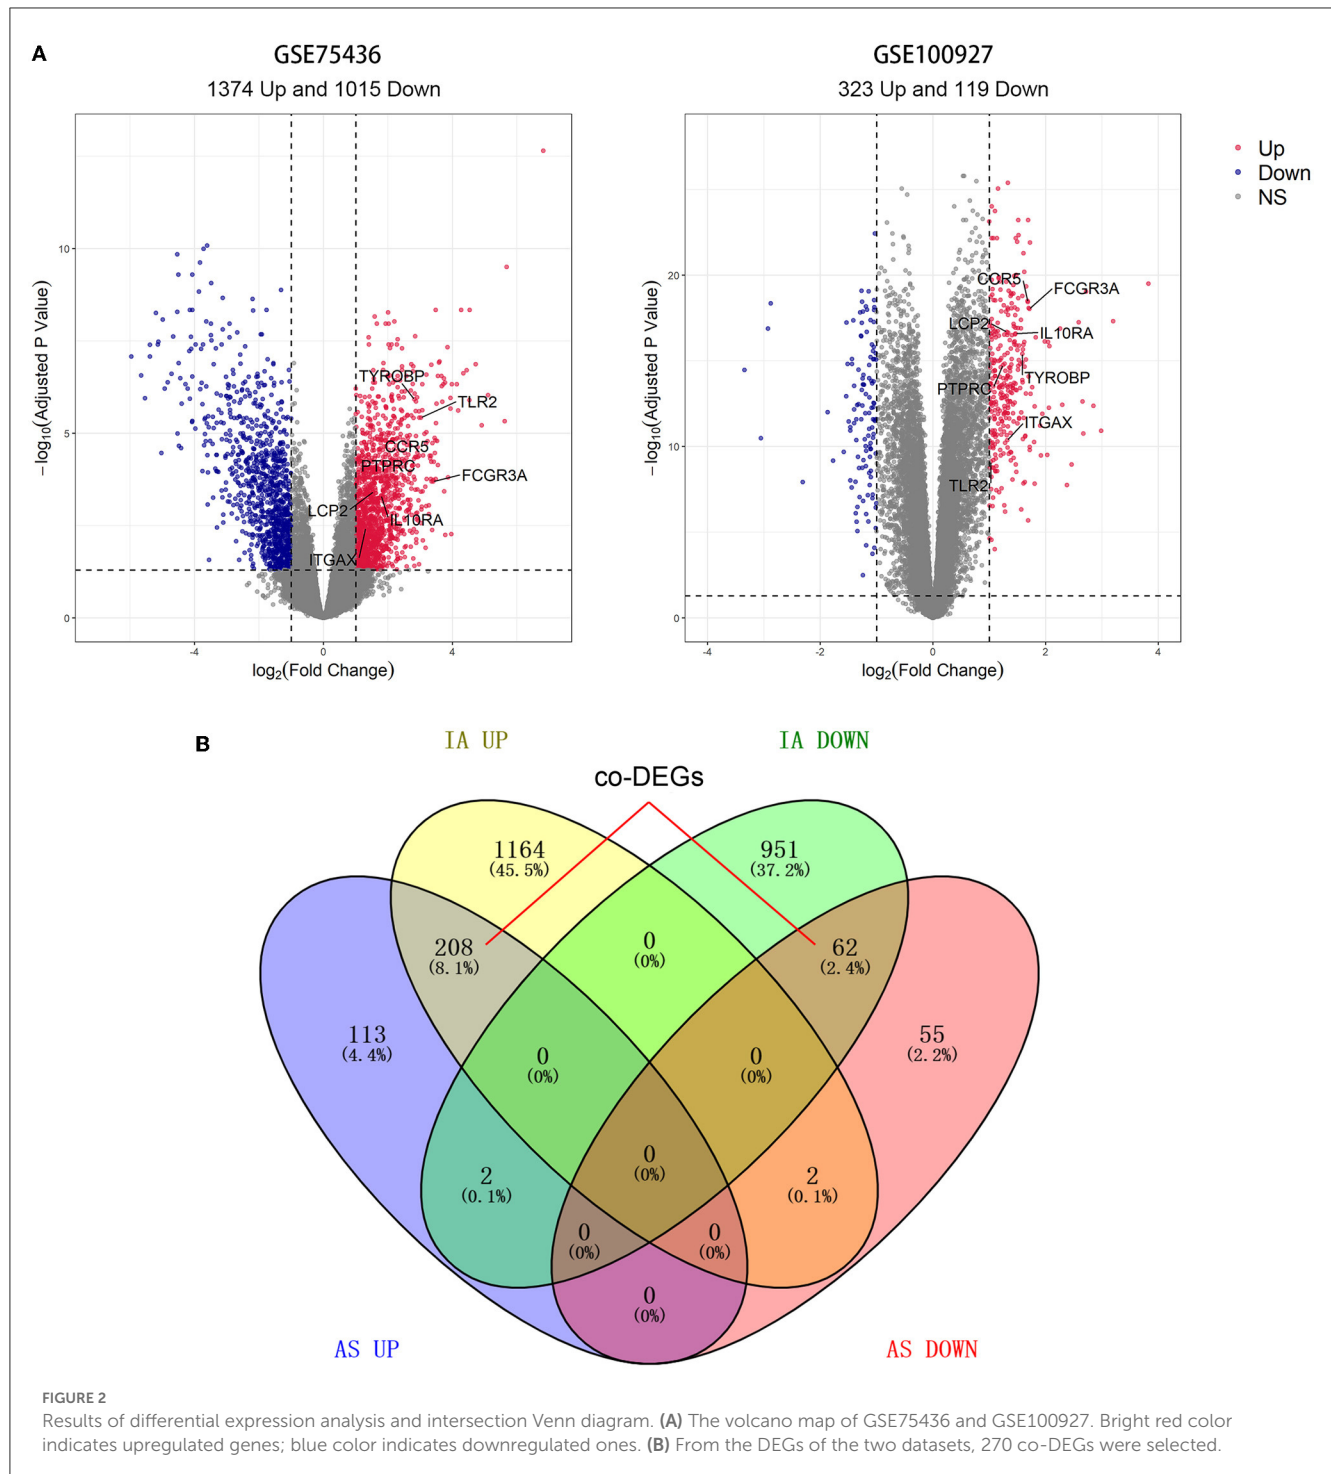 A
GSE75436
1374 Up and 1015 Down
GSE100927
323 Up and 119 Down
−log10(Adjusted P Value)
10
5
0
-4
0
4
log2(Fold Change)
TYROBP
TLR2
CCR5
PTPRC
FCGR3A
LCP2
IL10RA
ITGAX
−log10(Adjusted P Value)
20
10
0
-4
-2
0
2
4
log2(Fold Change)
CCR5
FCGR3A
LCP2
IL10RA
TYROBP
PTPRC
ITGAX
TLR2
Up
Down
NS
B
IA UP
IA DOWN
co-DEGs
1164
(45.5%)
951
(37.2%)
208
(8.1%)
0
(0%)
62
(2.4%)
113
(4.4%)
55
(2.2%)
0
(0%)
0
(0%)
0
(0%)
2
(0.1%)
2
(0.1%)
0
(0%)
0
(0%)
0
(0%)
AS UP
AS DOWN
FIGURE 2
Results of differential expression analysis and intersection Venn diagram. (A) The volcano map of GSE75436 and GSE100927. Bright red color
indicates upregulated genes; blue color indicates downregulated ones. (B) From the DEGs of the two datasets, 270 co-DEGs were selected.